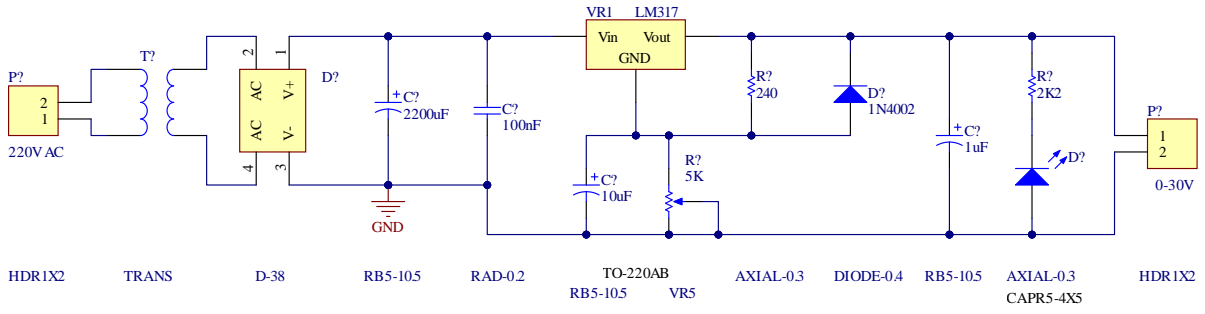 VR1 LM317
Vin Vout
GND
T?
P?
2
1
220VAC
2
1
D?
AC V+
AC V-
4
3
C?
2200uF
GND
C?
100nF
C?
10uF
R?
5K
R?
240
D?
1N4002
C?
1uF
R?
2K2
D?
P?
1
2
0-30V
HDR1X2 TRANS D-38 RB5-10.5 RAD-0.2 TO-220AB AXIAL-0.3 DIODE-0.4 RB5-10.5 AXIAL-0.3 HDR1X2
RB5-10.5 VR5 CAPR5-4X5